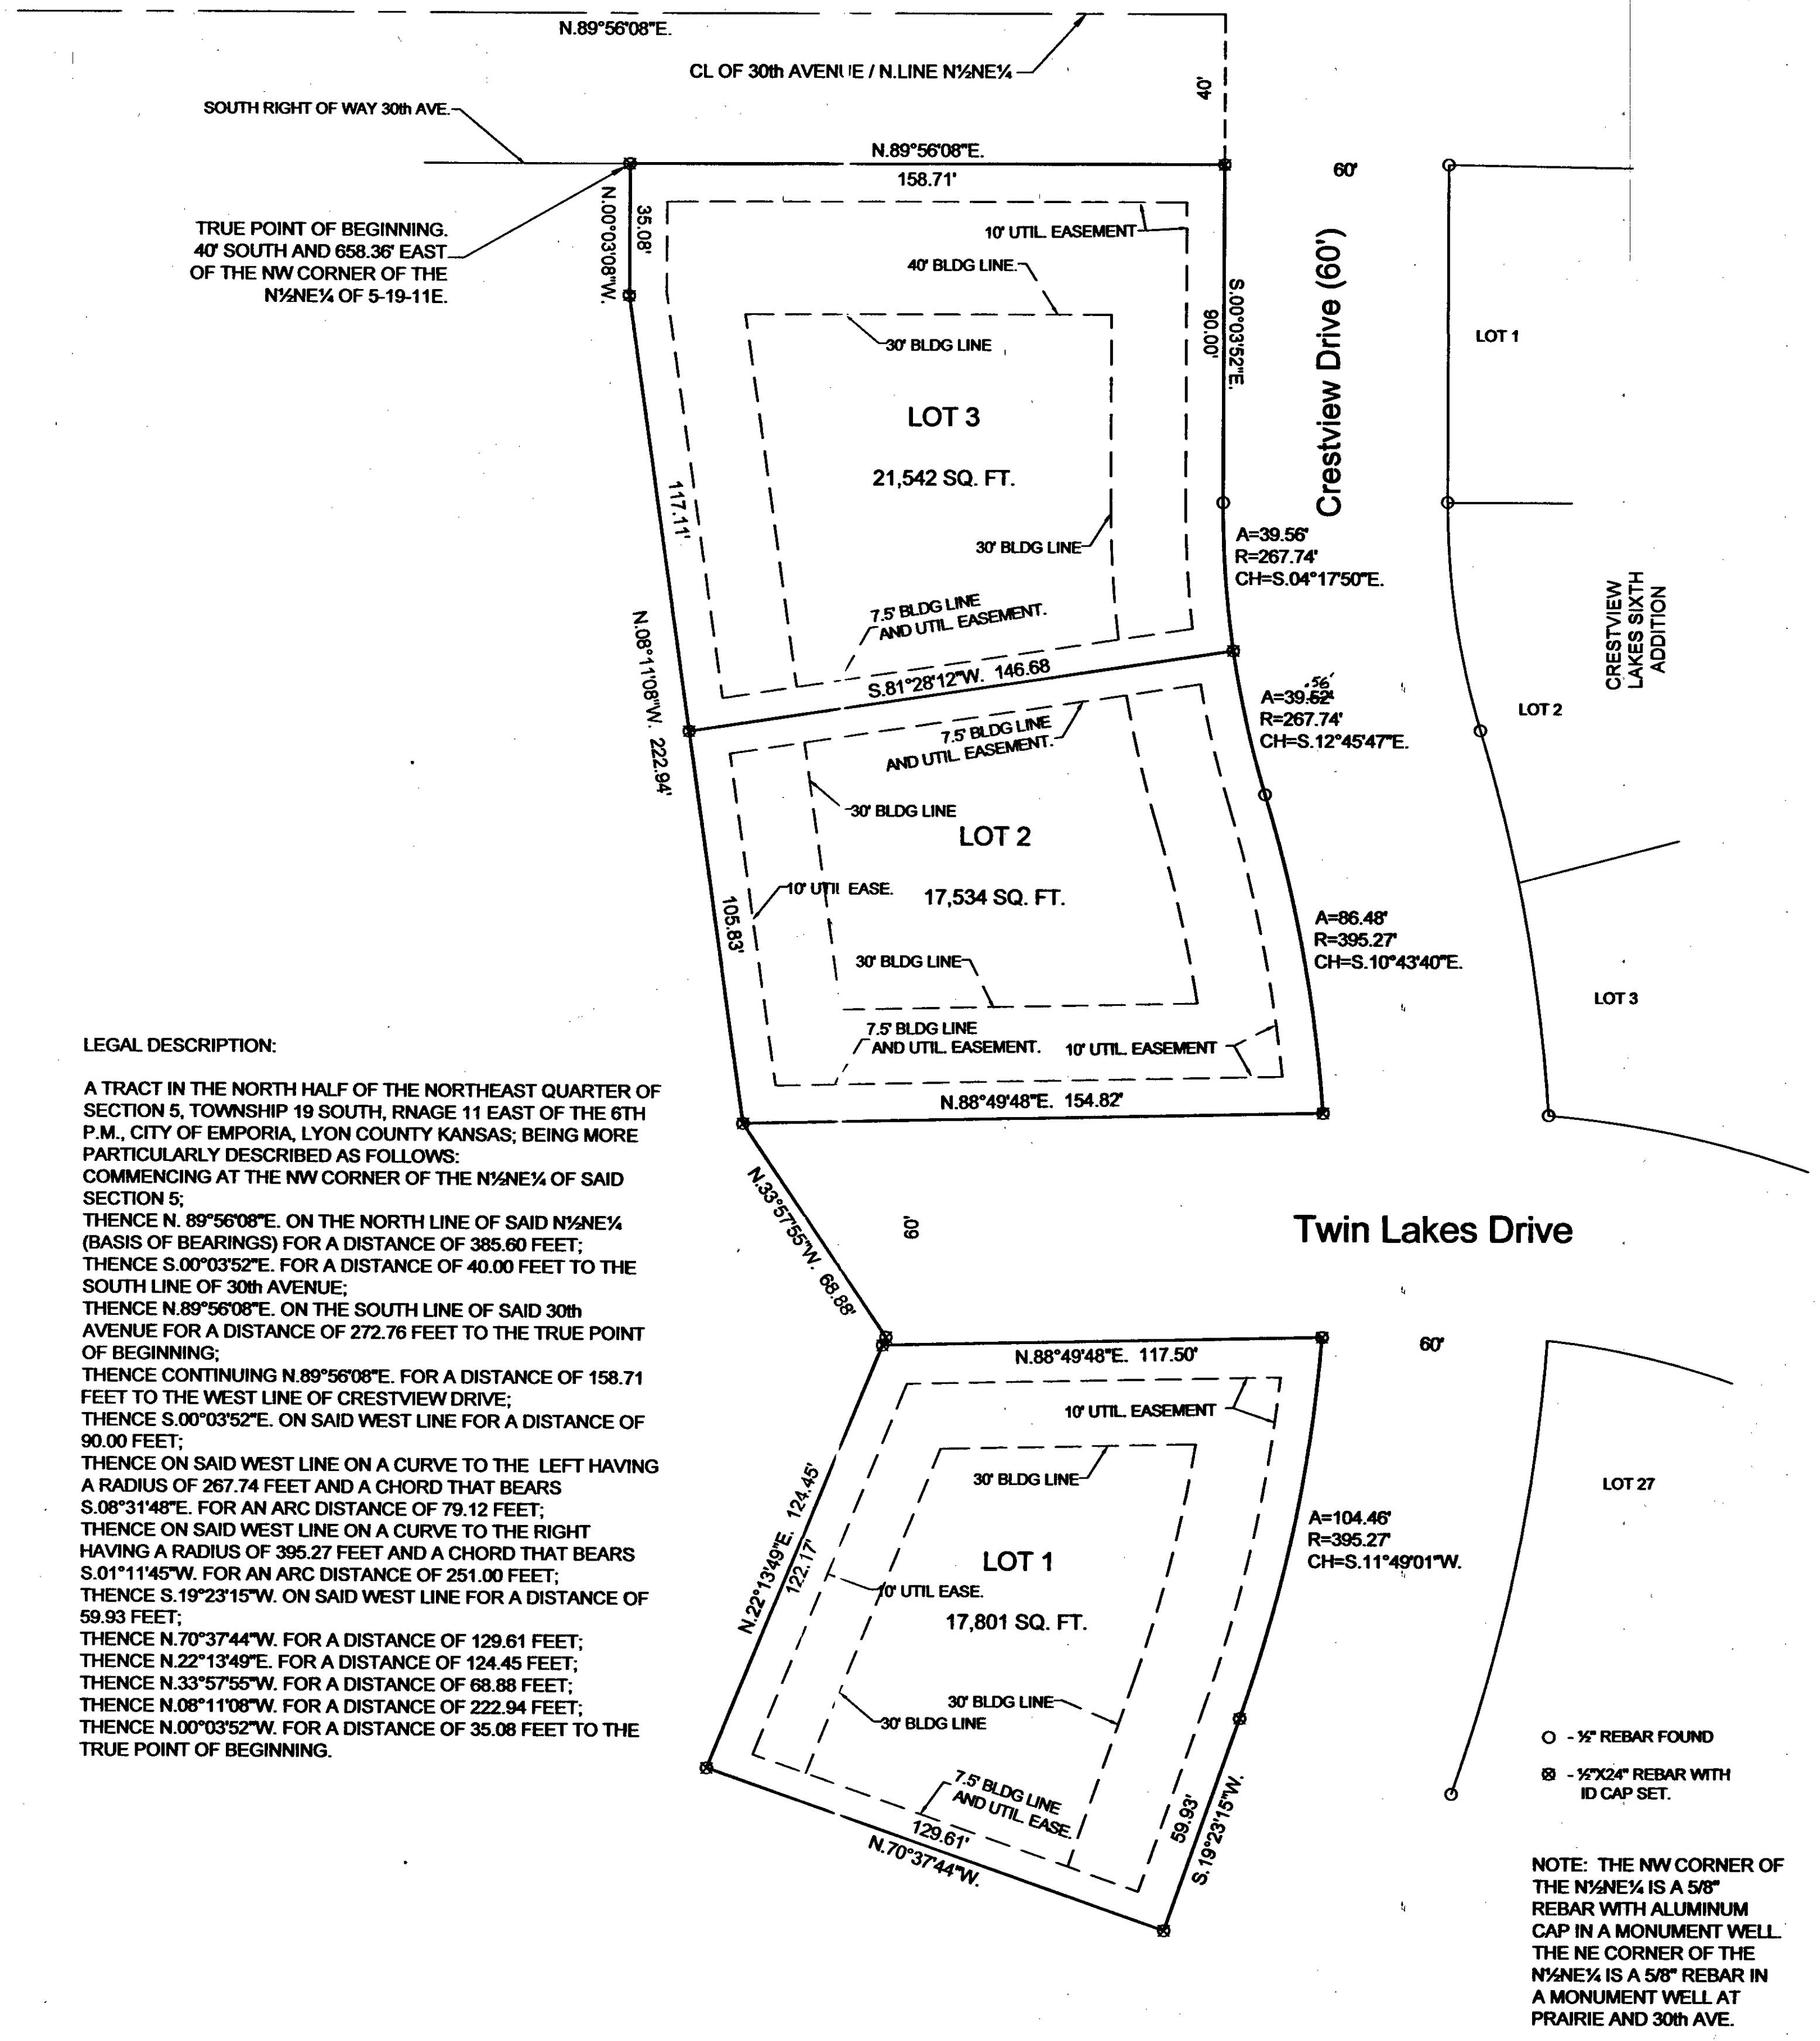 N.89°56'08"E.
CL OF 30th AVENUE / N.LINE N½NE¼
40'
SOUTH RIGHT OF WAY 30th AVE.
N.89°56'08"E.
158.71'
60'
TRUE POINT OF BEGINNING.
40' SOUTH AND 658.36' EAST
OF THE NW CORNER OF THE
N½NE¼ OF 5-19-11E.
N.00°03'08"W.
35.08'
10' UTIL. EASEMENT
40' BLDG LINE.
30' BLDG LINE
S.00°03'52"E.
90.00'
Crestview Drive (60')
LOT 1
LOT 3
21,542 SQ. FT.
117.11'
30' BLDG LINE
A=39.56'
R=267.74'
CH=S.04°17'50"E.
7.5' BLDG LINE
AND UTIL. EASEMENT.
N.08°11'08"W. 222.94'
S.81°28'12"W. 146.68
CRESTVIEW
LAKES SIXTH
ADDITION
.56'
A=39.52'
R=267.74'
CH=S.12°45'47"E.
LOT 2
7.5' BLDG LINE
AND UTIL. EASEMENT.
30' BLDG LINE
LOT 2
10' UTIL EASE.
17,534 SQ. FT.
105.83'
A=86.48'
R=395.27'
CH=S.10°43'40"E.
30' BLDG LINE
LOT 3
7.5' BLDG LINE
AND UTIL. EASEMENT.
10' UTIL. EASEMENT
N.88°49'48"E. 154.82'
LEGAL DESCRIPTION:
A TRACT IN THE NORTH HALF OF THE NORTHEAST QUARTER OF
SECTION 5, TOWNSHIP 19 SOUTH, RNAGE 11 EAST OF THE 6TH
P.M., CITY OF EMPORIA, LYON COUNTY KANSAS; BEING MORE
PARTICULARLY DESCRIBED AS FOLLOWS:
COMMENCING AT THE NW CORNER OF THE N½NE¼ OF SAID
SECTION 5;
THENCE N. 89°56'08"E. ON THE NORTH LINE OF SAID N½NE¼
(BASIS OF BEARINGS) FOR A DISTANCE OF 385.60 FEET;
THENCE S.00°03'52"E. FOR A DISTANCE OF 40.00 FEET TO THE
SOUTH LINE OF 30th AVENUE;
THENCE N.89°56'08"E. ON THE SOUTH LINE OF SAID 30th
AVENUE FOR A DISTANCE OF 272.76 FEET TO THE TRUE POINT
OF BEGINNING;
THENCE CONTINUING N.89°56'08"E. FOR A DISTANCE OF 158.71
FEET TO THE WEST LINE OF CRESTVIEW DRIVE;
THENCE S.00°03'52"E. ON SAID WEST LINE FOR A DISTANCE OF
90.00 FEET;
THENCE ON SAID WEST LINE ON A CURVE TO THE LEFT HAVING
A RADIUS OF 267.74 FEET AND A CHORD THAT BEARS
S.08°31'48"E. FOR AN ARC DISTANCE OF 79.12 FEET;
THENCE ON SAID WEST LINE ON A CURVE TO THE RIGHT
HAVING A RADIUS OF 395.27 FEET AND A CHORD THAT BEARS
S.01°11'45"W. FOR AN ARC DISTANCE OF 251.00 FEET;
THENCE S.19°23'15"W. ON SAID WEST LINE FOR A DISTANCE OF
59.93 FEET;
THENCE N.70°37'44"W. FOR A DISTANCE OF 129.61 FEET;
THENCE N.22°13'49"E. FOR A DISTANCE OF 124.45 FEET;
THENCE N.33°57'55"W. FOR A DISTANCE OF 68.88 FEET;
THENCE N.08°11'08"W. FOR A DISTANCE OF 222.94 FEET;
THENCE N.00°03'52"W. FOR A DISTANCE OF 35.08 FEET TO THE
TRUE POINT OF BEGINNING.
N.33°57'55"W. 68.88'
60'
Twin Lakes Drive
60'
N.88°49'48"E. 117.50'
10' UTIL. EASEMENT
30' BLDG LINE
LOT 27
N.22°13'49"E. 124.45'
122.17'
A=104.46'
R=395.27'
CH=S.11°49'01"W.
LOT 1
10' UTIL EASE.
17,801 SQ. FT.
30' BLDG LINE
30' BLDG LINE
7.5' BLDG LINE
AND UTIL. EASE.
129.61'
N.70°37'44"W.
59.93'
S.19°23'15"W.
- ½" REBAR FOUND
- ½"X24" REBAR WITH
ID CAP SET.
NOTE: THE NW CORNER OF
THE N½NE¼ IS A 5/8"
REBAR WITH ALUMINUM
CAP IN A MONUMENT WELL.
THE NE CORNER OF THE
N½NE¼ IS A 5/8" REBAR IN
A MONUMENT WELL AT
PRAIRIE AND 30th AVE.